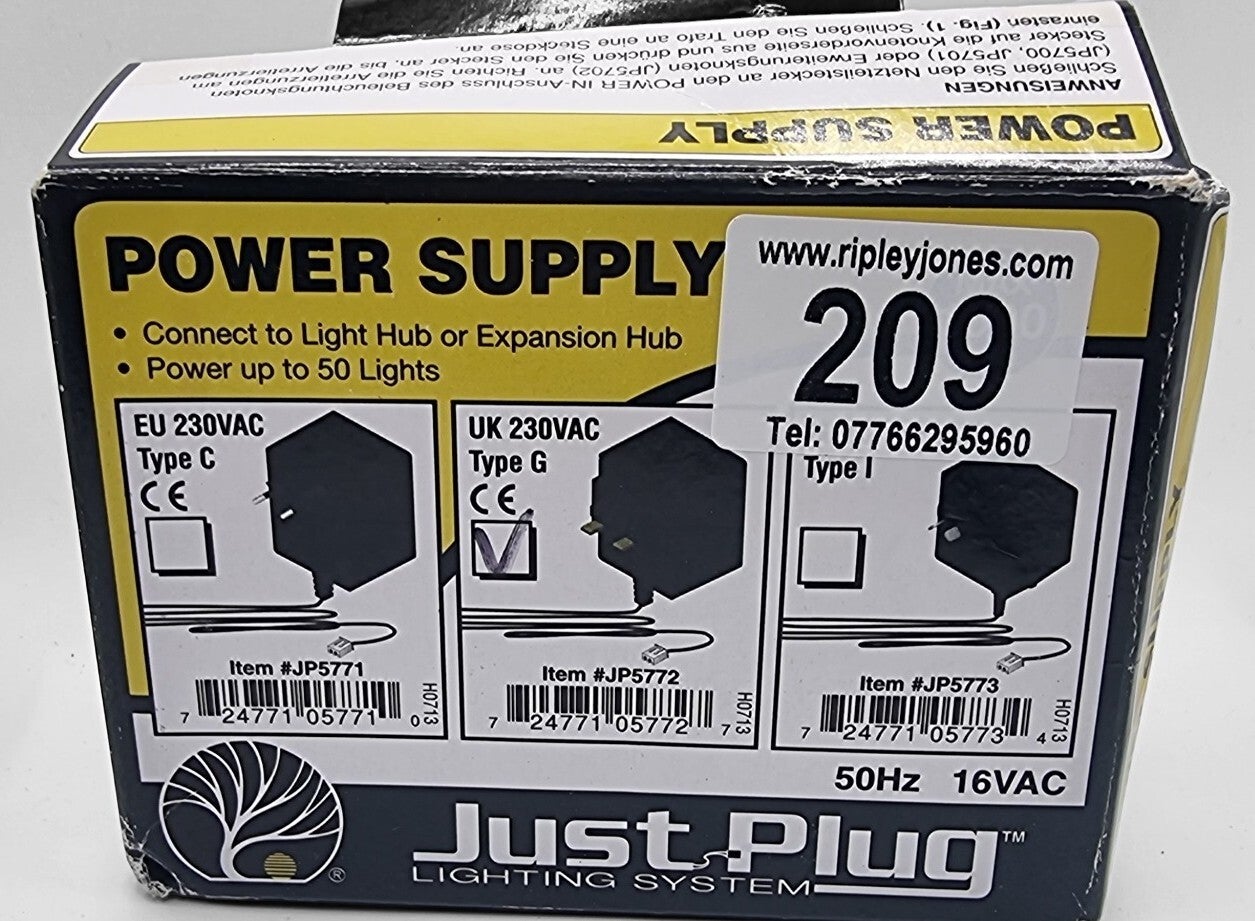 einrasten (Fig. 1). Schließen den Trafo an eine Steckdose an.
Stecker auf die Knotenvorderseite aus und drücken Sie den Stecker an, bis die Arretierzungen
(JP5700, JP5701) oder Erweiterungsknoten (JP5702) an. Richten Sie die Arretierzungen am
Schließen Sie den Netzteilstecker an den POWER IN-Anschluss des Beleuchtungsknoten
ANWEISUNGEN
POWER SUPPLY
POWER SUPPLY
• Connect to Light Hub or Expansion Hub
• Power up to 50 Lights
www.ripleyjones.com
209
Tel: 07766295960
EU 230VAC
Type C
CE
Item #JP5771
H0713
7 24771 05771 0
UK 230VAC
Type G
CE
Item #JP5772
H0713
7 24771 05772 7
Type I
Item #JP5773
H0713
7 24771 05773 4
50Hz 16VAC
®
Just Plug™
LIGHTING SYSTEM